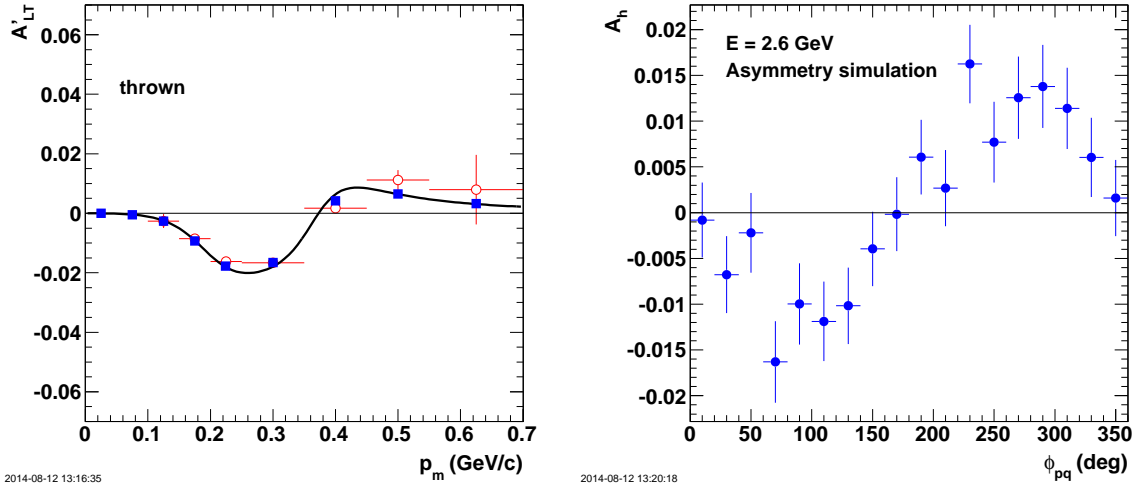 A'LT
0.06
0.04
0.02
0
-0.02
-0.04
-0.06
thrown
0 0.1 0.2 0.3 0.4 0.5 0.6 0.7
pm (GeV/c)
2014-08-12 13:16:35
Ah
0.02
0.015
0.01
0.005
0
-0.005
-0.01
-0.015
-0.02
E = 2.6 GeV
Asymmetry simulation
0 50 100 150 200 250 300 350
ϕpq (deg)
2014-08-12 13:20:18